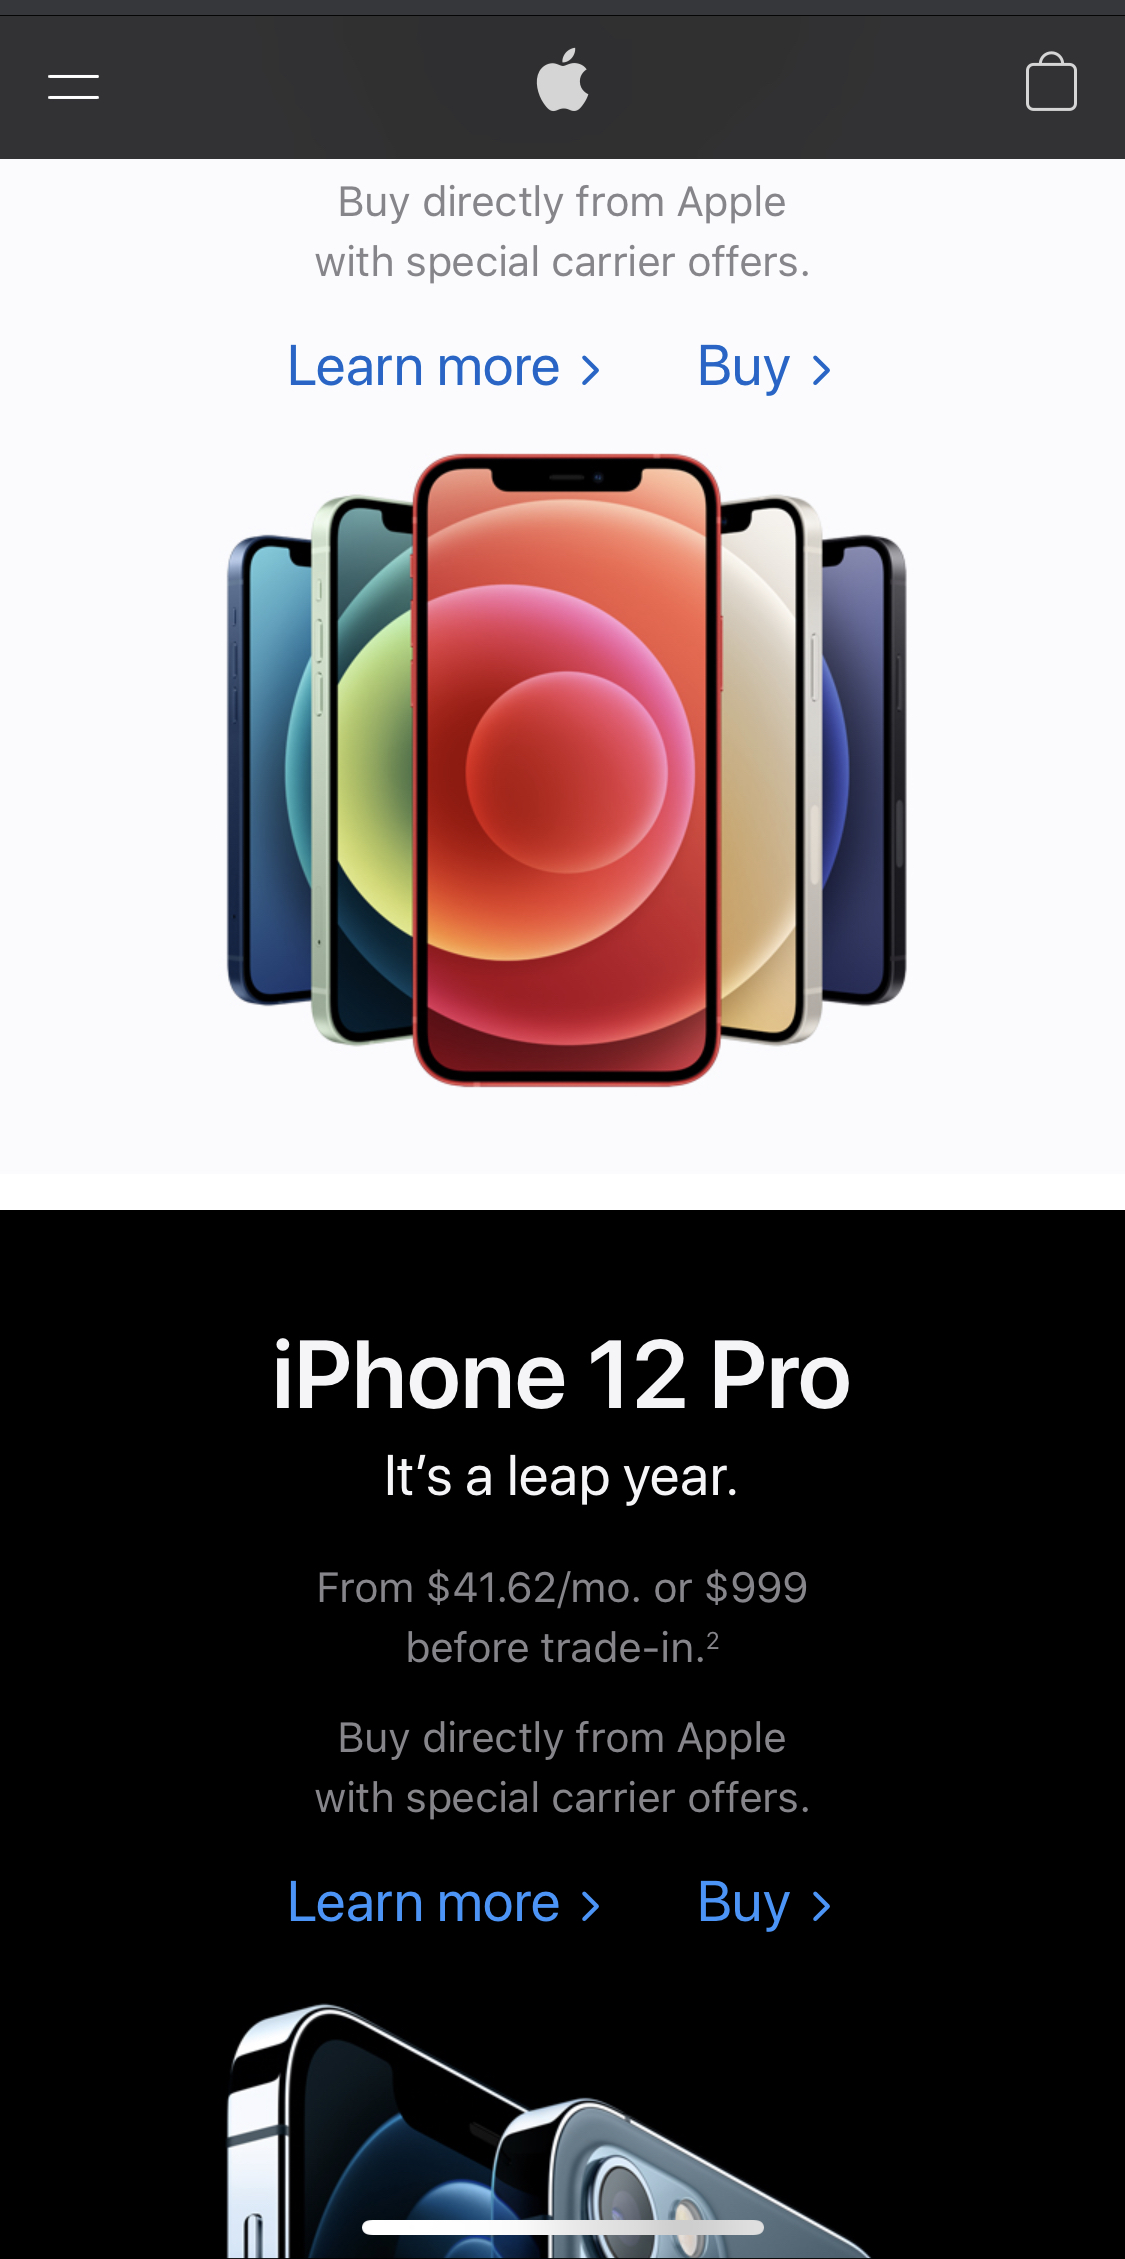 Buy directly from Apple
with special carrier offers.
Learn more > Buy >
iPhone 12 Pro
It’s a leap year.
From $41.62/mo. or $999
before trade-in.²
Buy directly from Apple
with special carrier offers.
Learn more > Buy >